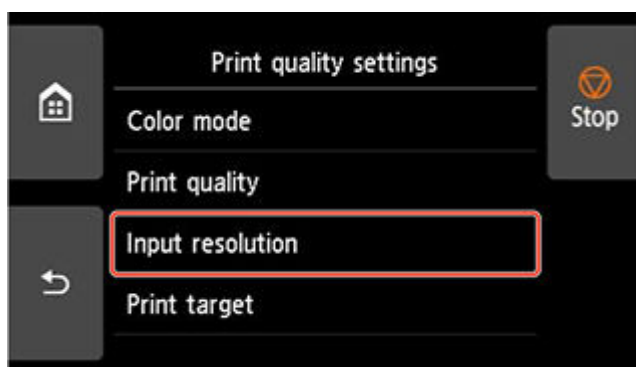 Print quality settings
Stop
Color mode
Print quality
Input resolution
Print target